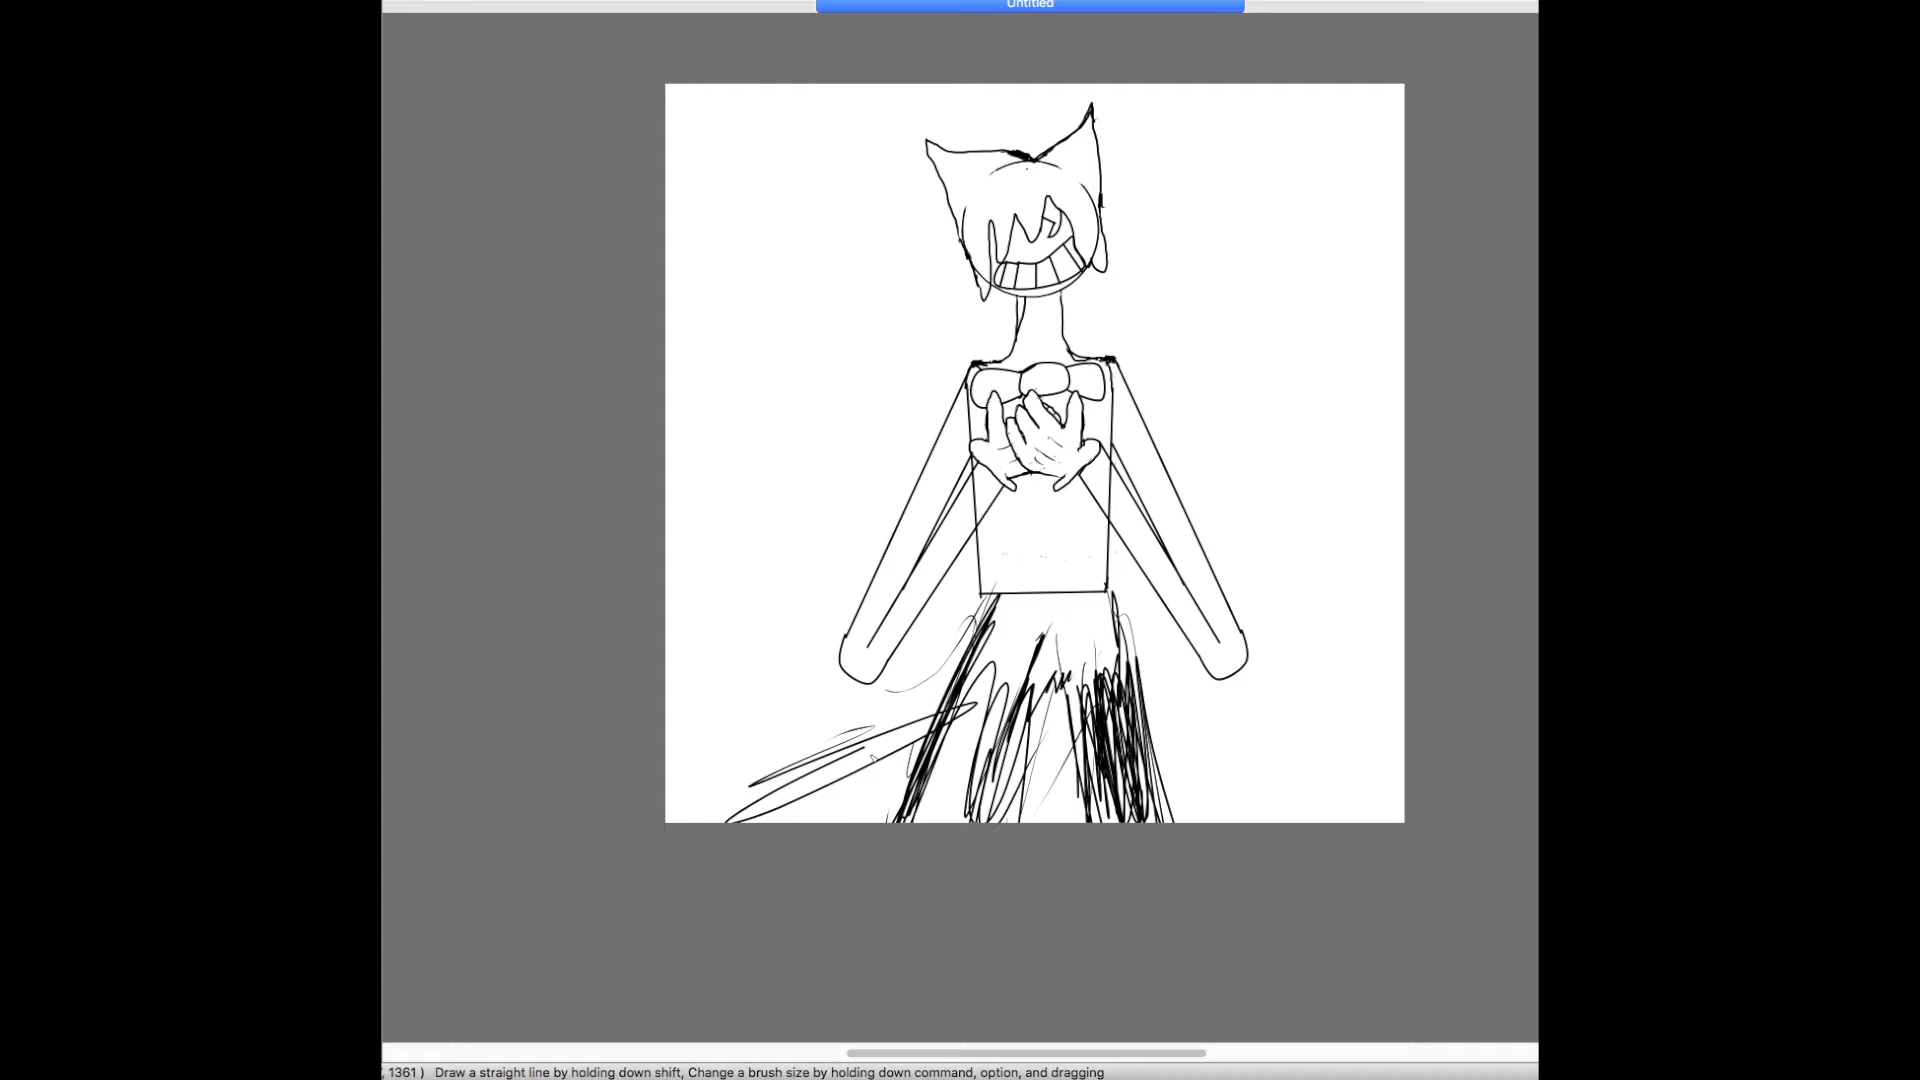 Untitled
, 1361 ) Draw a straight line by holding down shift, Change a brush size by holding down command, option, and dragging